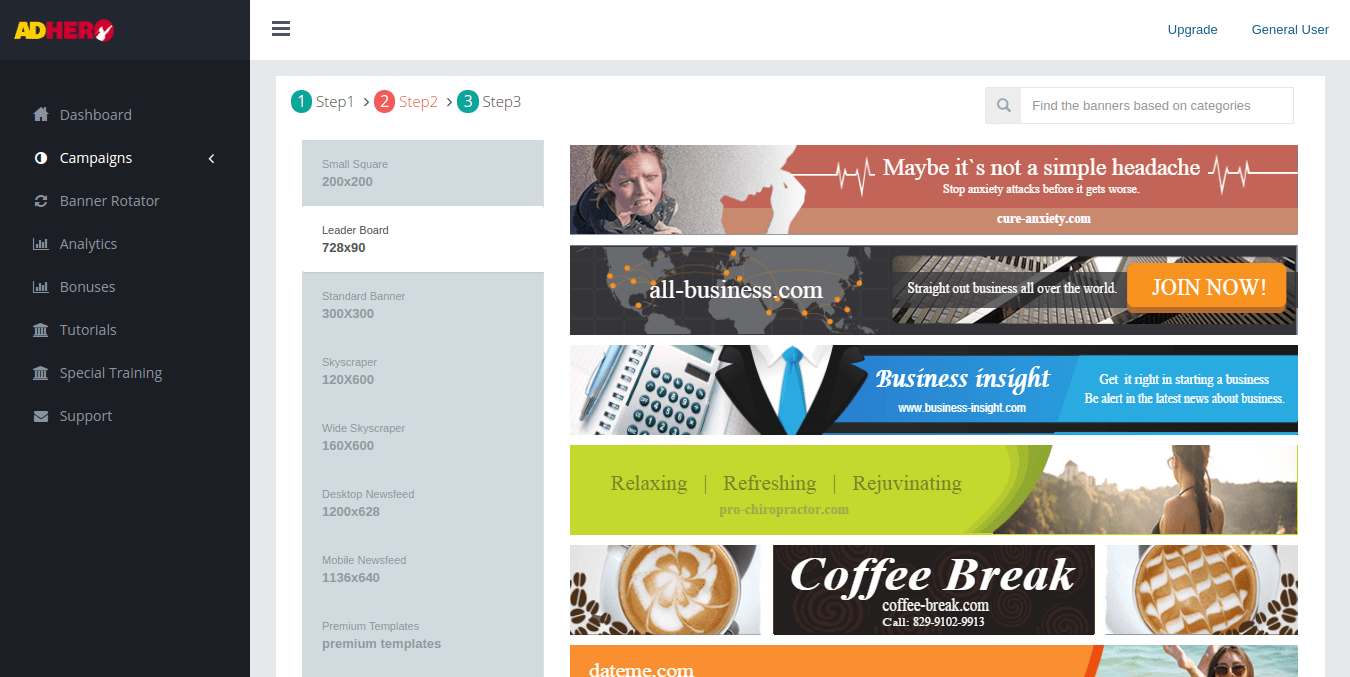 ADHERO
Upgrade
General User
Dashboard
Campaigns
Banner Rotator
Analytics
Bonuses
Tutorials
Special Training
Support
1 Step1 > 2 Step2 > 3 Step3
Find the banners based on categories
Small Square
200x200
Leader Board
728x90
Standard Banner
300X300
Skyscraper
120X600
Wide Skyscraper
160X600
Desktop Newsfeed
1200x628
Mobile Newsfeed
1136x640
Premium Templates
premium templates
Maybe it`s not a simple headache
Stop anxiety attacks before it gets worse.
cure-anxiety.com
all-business.com
Straight out business all over the world.
JOIN NOW!
Business insight
www.business-insight.com
Get it right in starting a business
Be alert in the latest news about business.
Relaxing | Refreshing | Rejuvinating
pro-chiropractor.com
Coffee Break
coffee-break.com
Call: 829-9102-9913
dateme.com